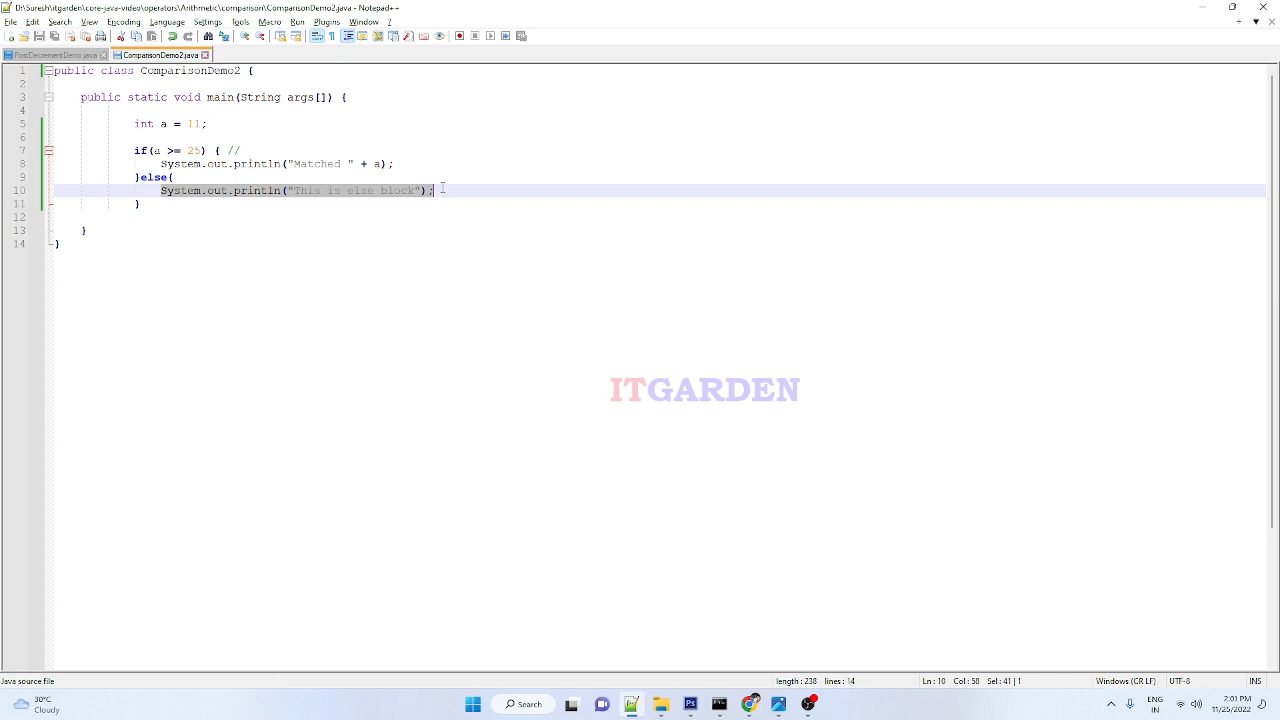 D:\Suresh\itgarden\core-java-video\operators\Arithmetic\comparison\ComparisonDemo2.java - Notepad++
File Edit Search View Encoding Language Settings Tools Macro Run Plugins Window ?
PostDecrementDemo.java ComparisonDemo2.java
1 public class ComparisonDemo2 {
2
3 public static void main(String args[]) {
4
5 int a = 11;
6
7 if(a >= 25) { //
8 System.out.println("Matched " + a);
9 }else{
10 System.out.println("This is else block");
11 }
12
13 }
14 }
ITGARDEN
Java source file length : 238 lines : 14 Ln : 10 Col : 58 Sel : 41 | 1 Windows (CR LF) UTF-8 INS
30°C
Cloudy
Search
ENG
IN
2:01 PM
11/25/2022